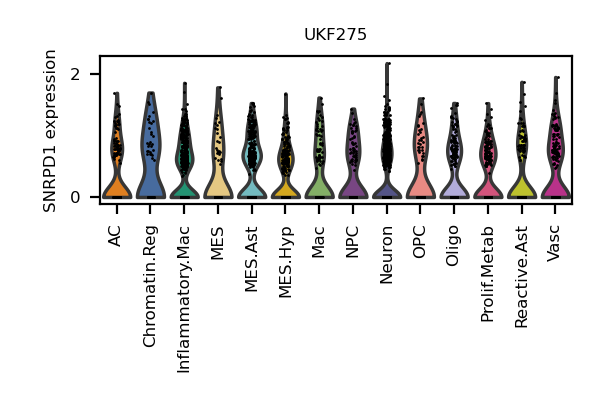 UKF275
SNRPD1 expression
2
0
AC
Chromatin.Reg
Inflammatory.Mac
MES
MES.Ast
MES.Hyp
Mac
NPC
Neuron
OPC
Oligo
Prolif.Metab
Reactive.Ast
Vasc